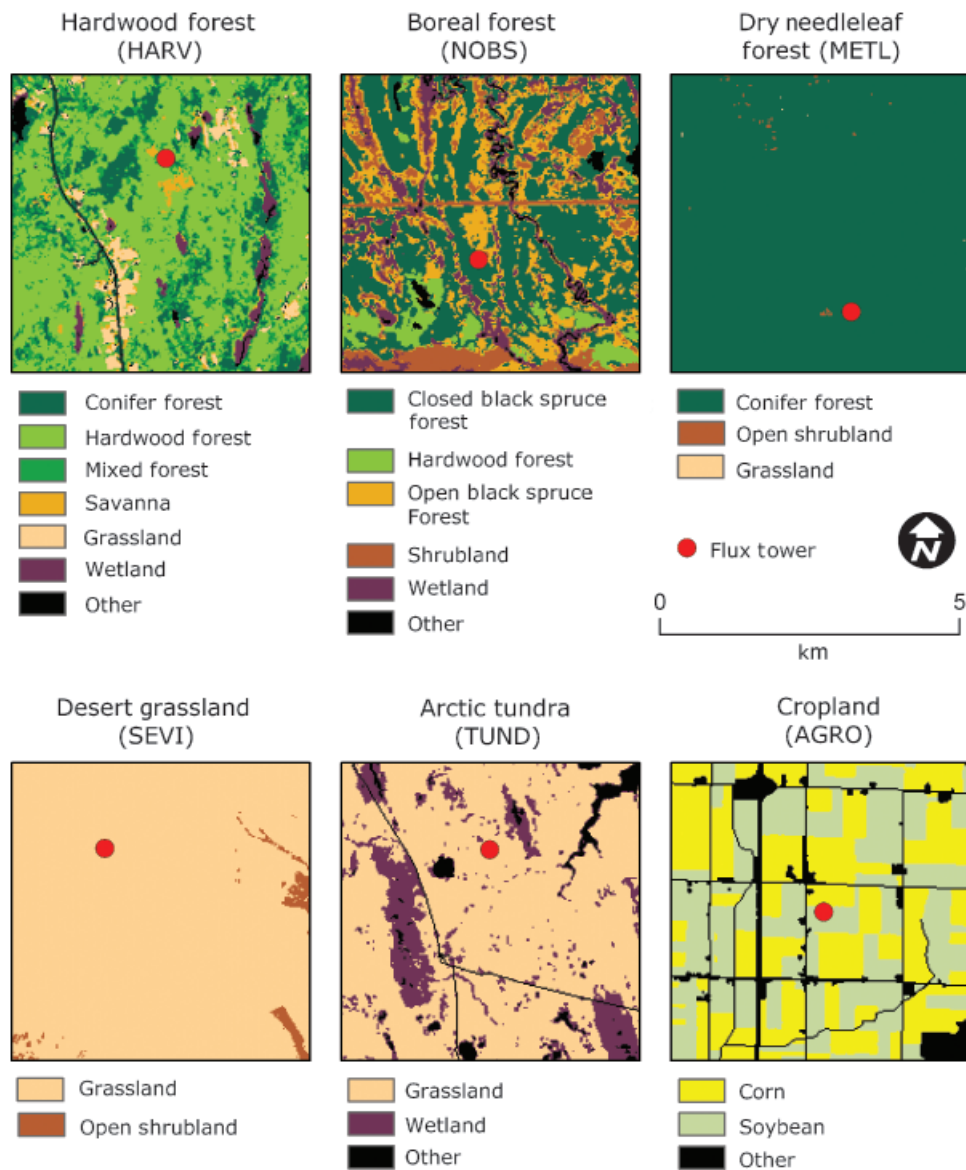 Hardwood forest
(HARV)
Boreal forest
(NOBS)
Dry needleleaf
forest (METL)
Conifer forest
Hardwood forest
Mixed forest
Savanna
Grassland
Wetland
Other
Closed black spruce
forest
Hardwood forest
Open black spruce
Forest
Shrubland
Wetland
Other
Conifer forest
Open shrubland
Grassland
Flux tower
N
0 5
km
Desert grassland
(SEVI)
Arctic tundra
(TUND)
Cropland
(AGRO)
Grassland
Open shrubland
Grassland
Wetland
Other
Corn
Soybean
Other